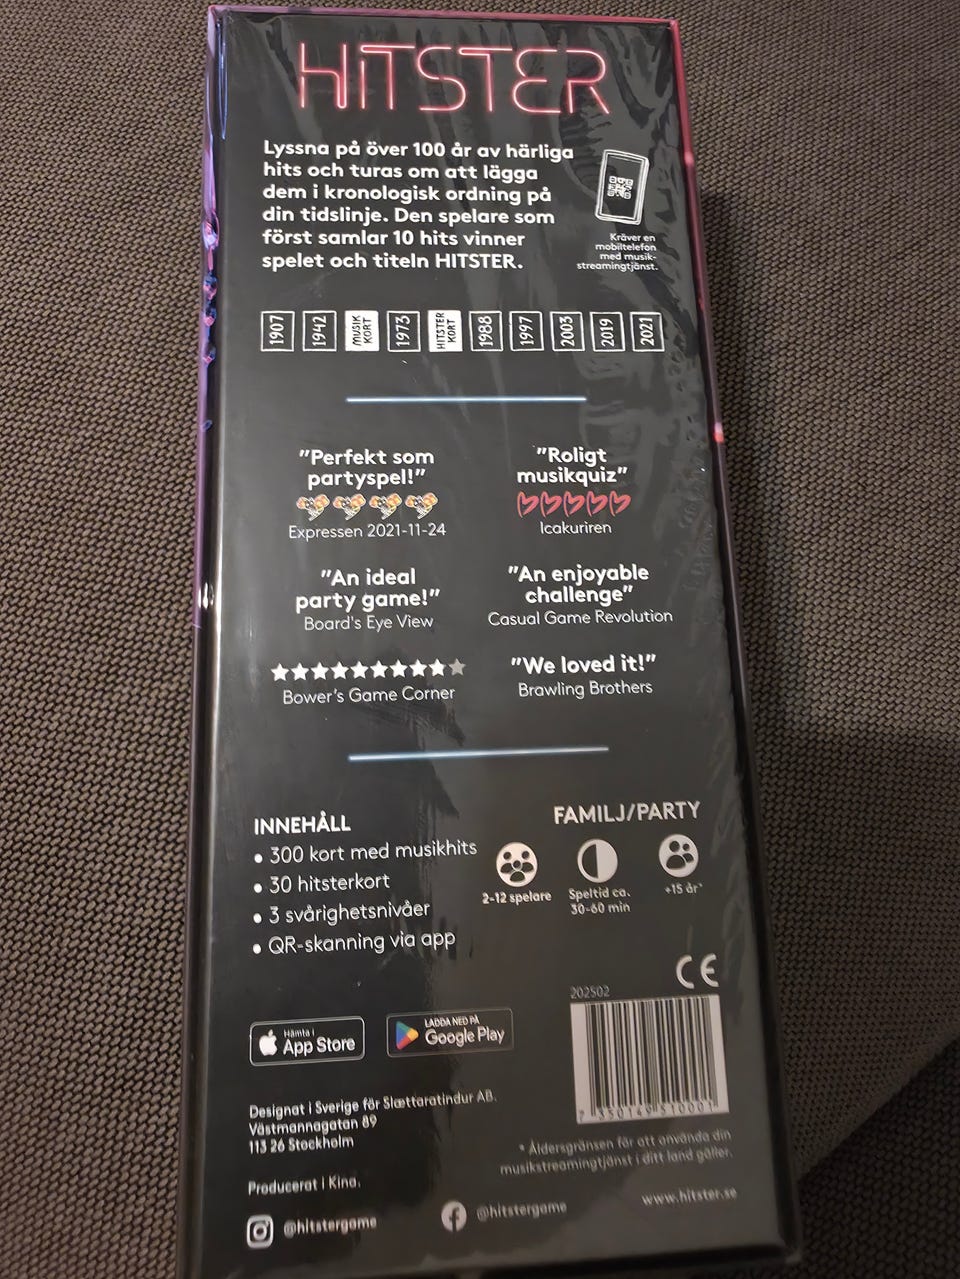 HITSTER
Lyssna på över 100 år av härliga
hits och turas om att lägga
dem i kronologisk ordning på
din tidslinje. Den spelare som
först samlar 10 hits vinner
spelet och titeln HITSTER.
Kräver en
mobiltelefon
med musik-
streamingtjänst.
1907
1942
MUSIK
KORT
1973
HITSTER
KORT
1988
1997
2003
2019
2021
"Perfekt som
partyspel!"
Expressen 2021-11-24
"Roligt
musikquiz"
Icakuriren
"An ideal
party game!"
Board's Eye View
"An enjoyable
challenge"
Casual Game Revolution
Bower's Game Corner
"We loved it!"
Brawling Brothers
INNEHÅLL
• 300 kort med musikhits
• 30 hitsterkort
• 3 svårighetsnivåer
• QR-skanning via app
FAMILJ/PARTY
2-12 spelare
Speltid ca.
30-60 min
+15 år*
CE
202502
Hämta i
App Store
LADDA NED PÅ
Google Play
7 350149 810001
Designat i Sverige för Slættaratindur AB.
Västmannagatan 89
113 26 Stockholm
* Åldersgränsen för att använda din
musikstreamingtjänst i ditt land gäller.
Producerat i Kina.
@hitstergame
@hitstergame
www.hitster.se